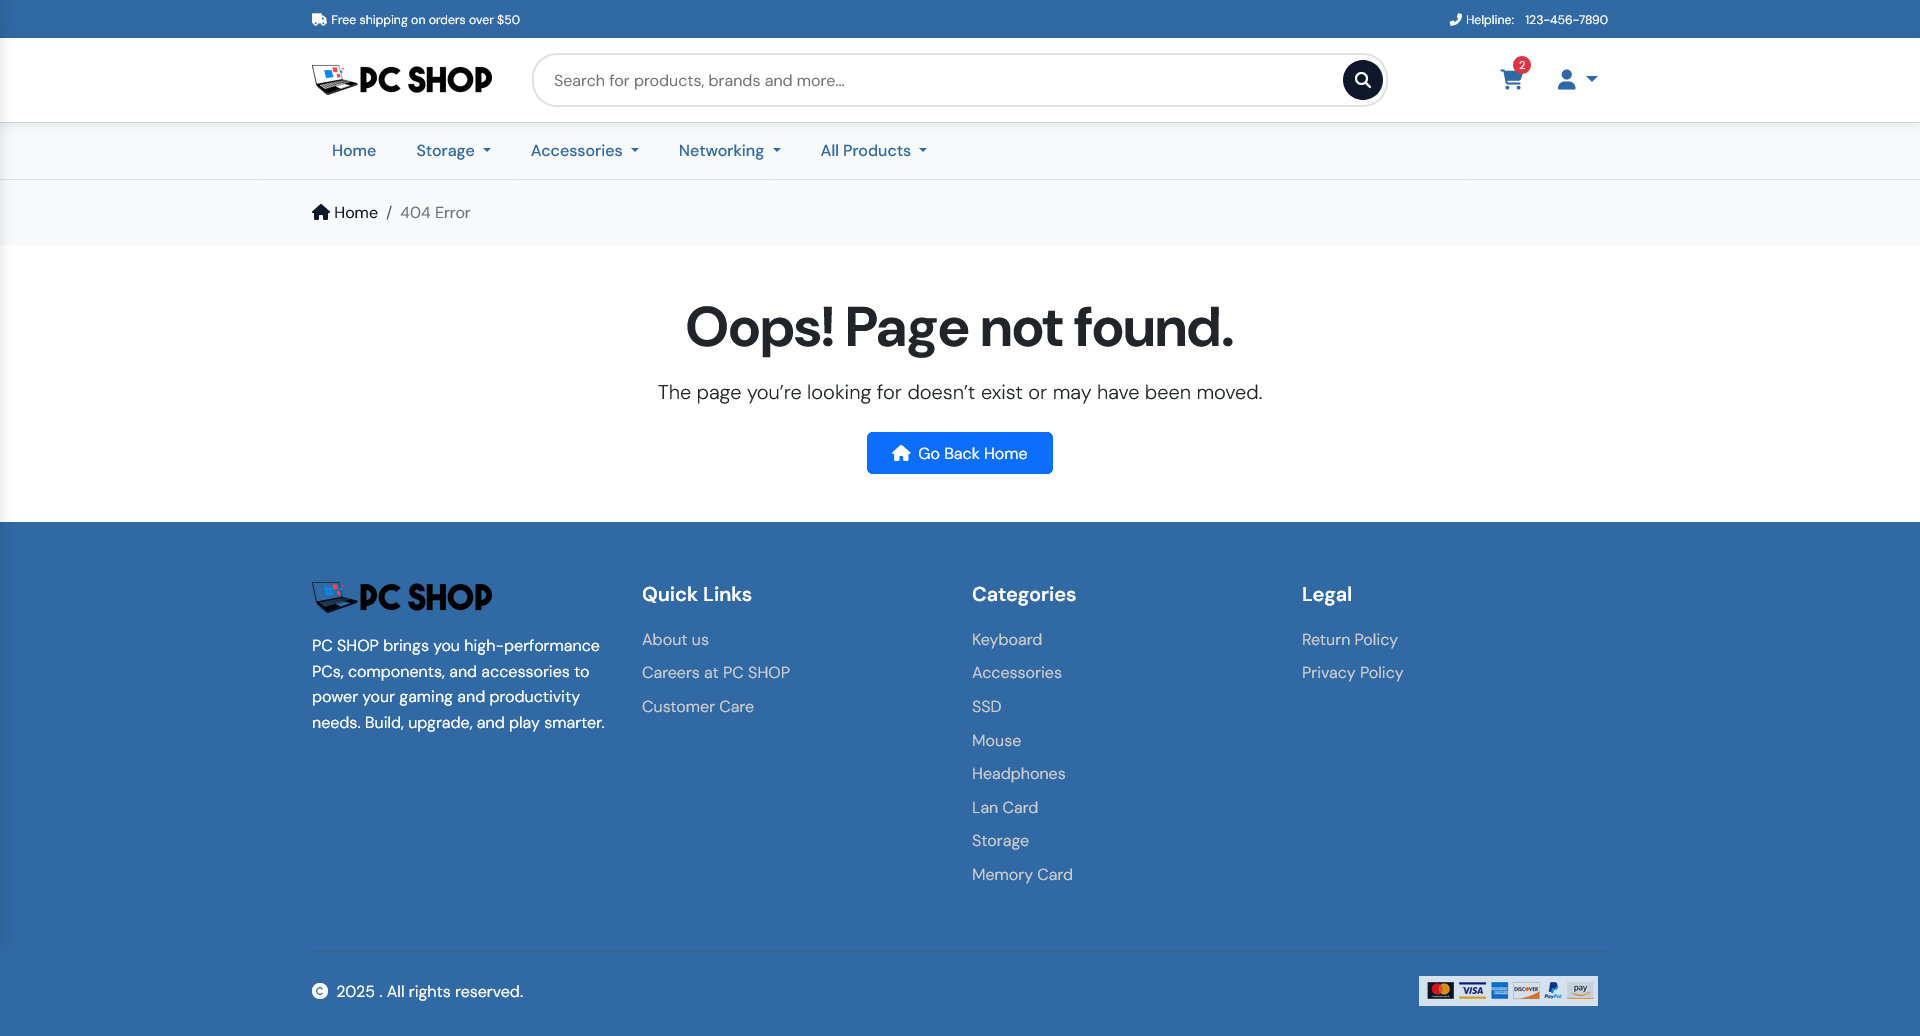 Free shipping on orders over $50
Helpline: 123-456-7890
PC SHOP
Search for products, brands and more...
2
Home
Storage
Accessories
Networking
All Products
Home / 404 Error
Oops! Page not found.
The page you’re looking for doesn’t exist or may have been moved.
Go Back Home
PC SHOP
PC SHOP brings you high-performance
PCs, components, and accessories to
power your gaming and productivity
needs. Build, upgrade, and play smarter.
Quick Links
About us
Careers at PC SHOP
Customer Care
Categories
Keyboard
Accessories
SSD
Mouse
Headphones
Lan Card
Storage
Memory Card
Legal
Return Policy
Privacy Policy
© 2025 . All rights reserved.
VISA
DISCOVER
PayPal
pay